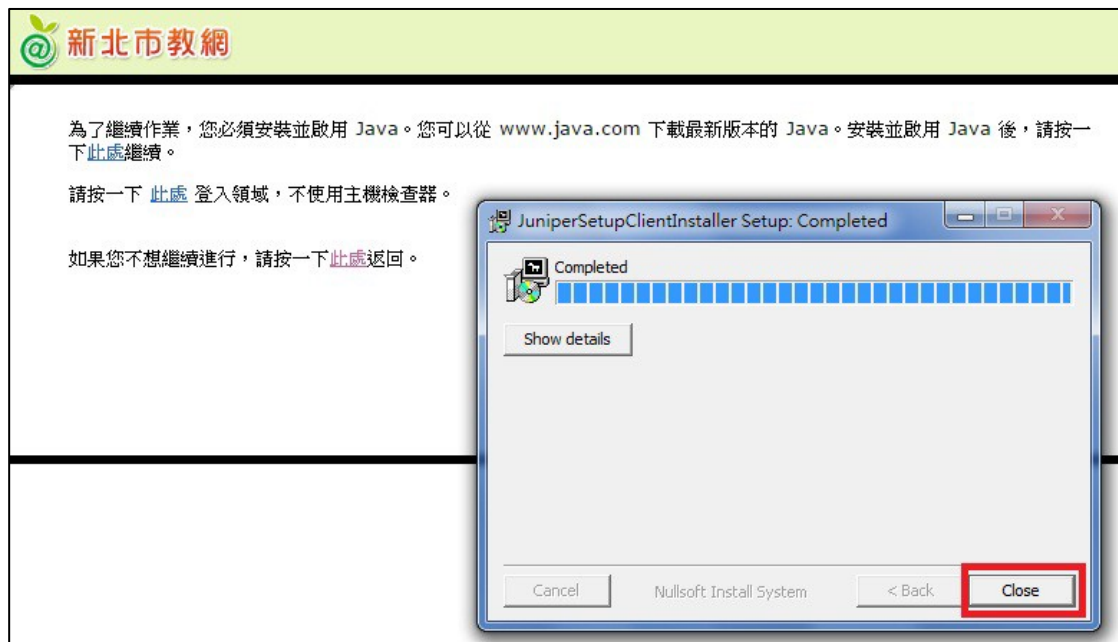 @ 新北市教網
為了繼續作業，您必須安裝並啟用 Java。您可以從 www.java.com 下載最新版本的 Java。安裝並啟用 Java 後，請按一
下此處繼續。
請按一下 此處 登入領域，不使用主機檢查器。
如果您不想繼續進行，請按一下此處返回。
JuniperSetupClientInstaller Setup: Completed
Completed
Show details
Cancel
Nullsoft Install System
< Back
Close